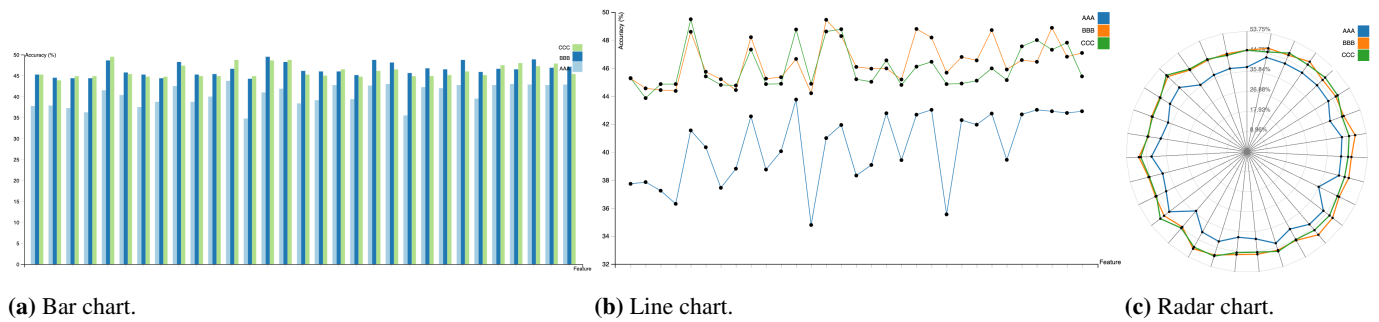 Accuracy (%)
CCC
BBB
AAA
50
45
40
35
30
25
20
15
10
5
0
Feature
Accuracy (%)
AAA
BBB
CCC
50
48
46
44
42
40
38
36
34
32
Feature
AAA
BBB
CCC
53.75%
35.84%
26.88%
17.92%
8.96%
(a) Bar chart.
(b) Line chart.
(c) Radar chart.